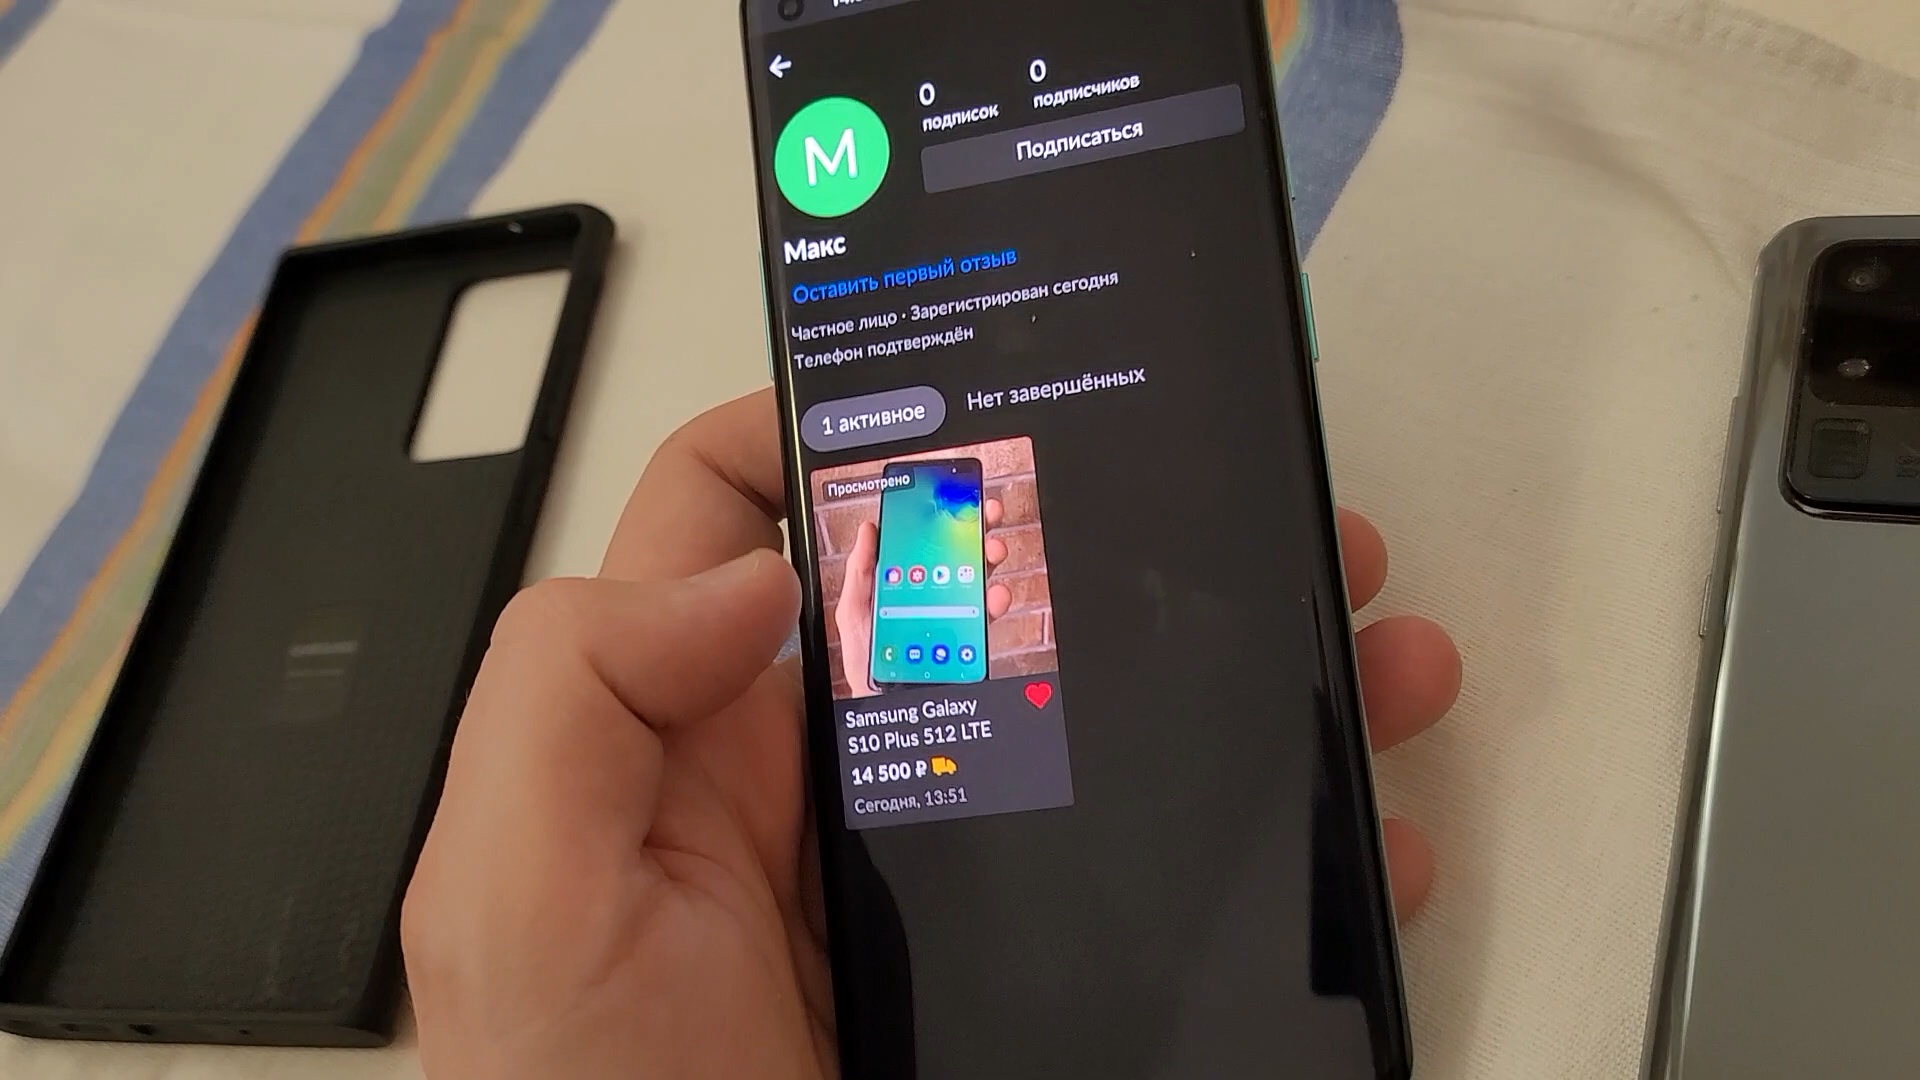 0
подписок
0
подписчиков
Подписаться
М
Макс
Оставить первый отзыв
Частное лицо · Зарегистрирован сегодня
Телефон подтверждён
1 активное
Нет завершённых
Просмотрено
Samsung Galaxy
S10 Plus 512 LTE
14 500 ₽
Сегодня, 13:51